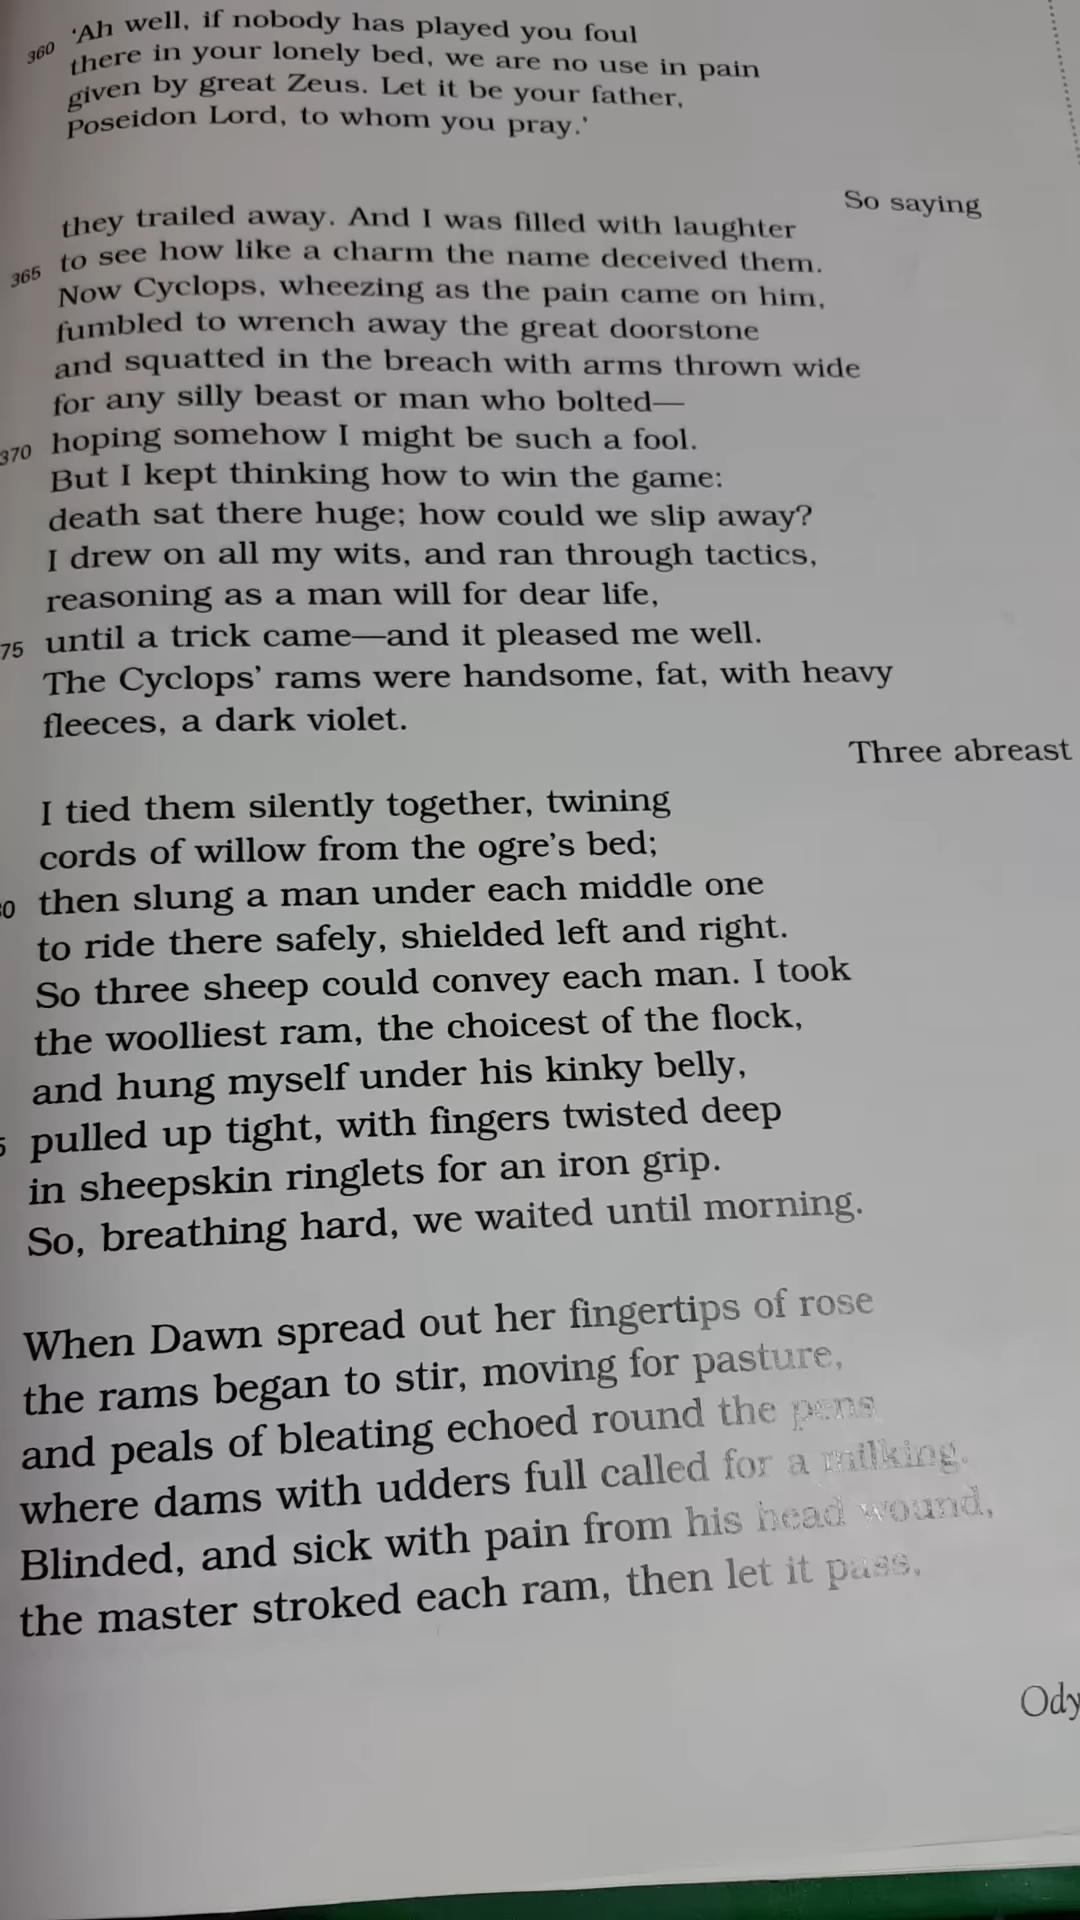 360 'Ah well, if nobody has played you foul
there in your lonely bed, we are no use in pain
given by great Zeus. Let it be your father,
Poseidon Lord, to whom you pray.'
So saying
they trailed away. And I was filled with laughter
365 to see how like a charm the name deceived them.
Now Cyclops, wheezing as the pain came on him,
fumbled to wrench away the great doorstone
and squatted in the breach with arms thrown wide
for any silly beast or man who bolted—
370 hoping somehow I might be such a fool.
But I kept thinking how to win the game:
death sat there huge; how could we slip away?
I drew on all my wits, and ran through tactics,
reasoning as a man will for dear life,
75 until a trick came—and it pleased me well.
The Cyclops' rams were handsome, fat, with heavy
fleeces, a dark violet.
Three abreast
I tied them silently together, twining
cords of willow from the ogre's bed;
0 then slung a man under each middle one
to ride there safely, shielded left and right.
So three sheep could convey each man. I took
the woolliest ram, the choicest of the flock,
and hung myself under his kinky belly,
5 pulled up tight, with fingers twisted deep
in sheepskin ringlets for an iron grip.
So, breathing hard, we waited until morning.
When Dawn spread out her fingertips of rose
the rams began to stir, moving for pasture,
and peals of bleating echoed round the pens
where dams with udders full called for a milking.
Blinded, and sick with pain from his head wound,
the master stroked each ram, then let it pass,
Ody